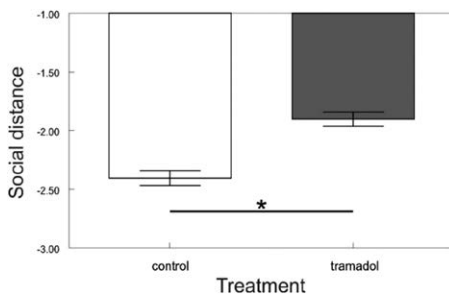 -1.00
-1.50
-2.00
-2.50
-3.00
Social distance
*
control tramadol
Treatment